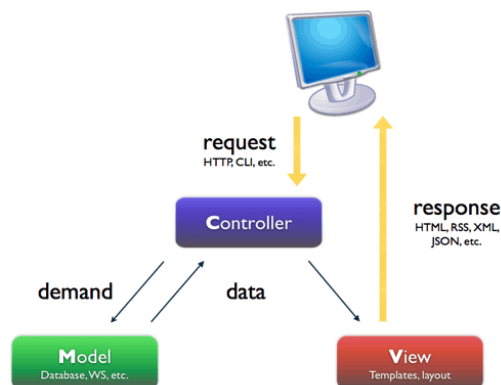 request
HTTP, CLI, etc.
Controller
response
HTML, RSS, XML,
JSON, etc.
demand
data
Model
Database, WS, etc.
View
Templates, layout